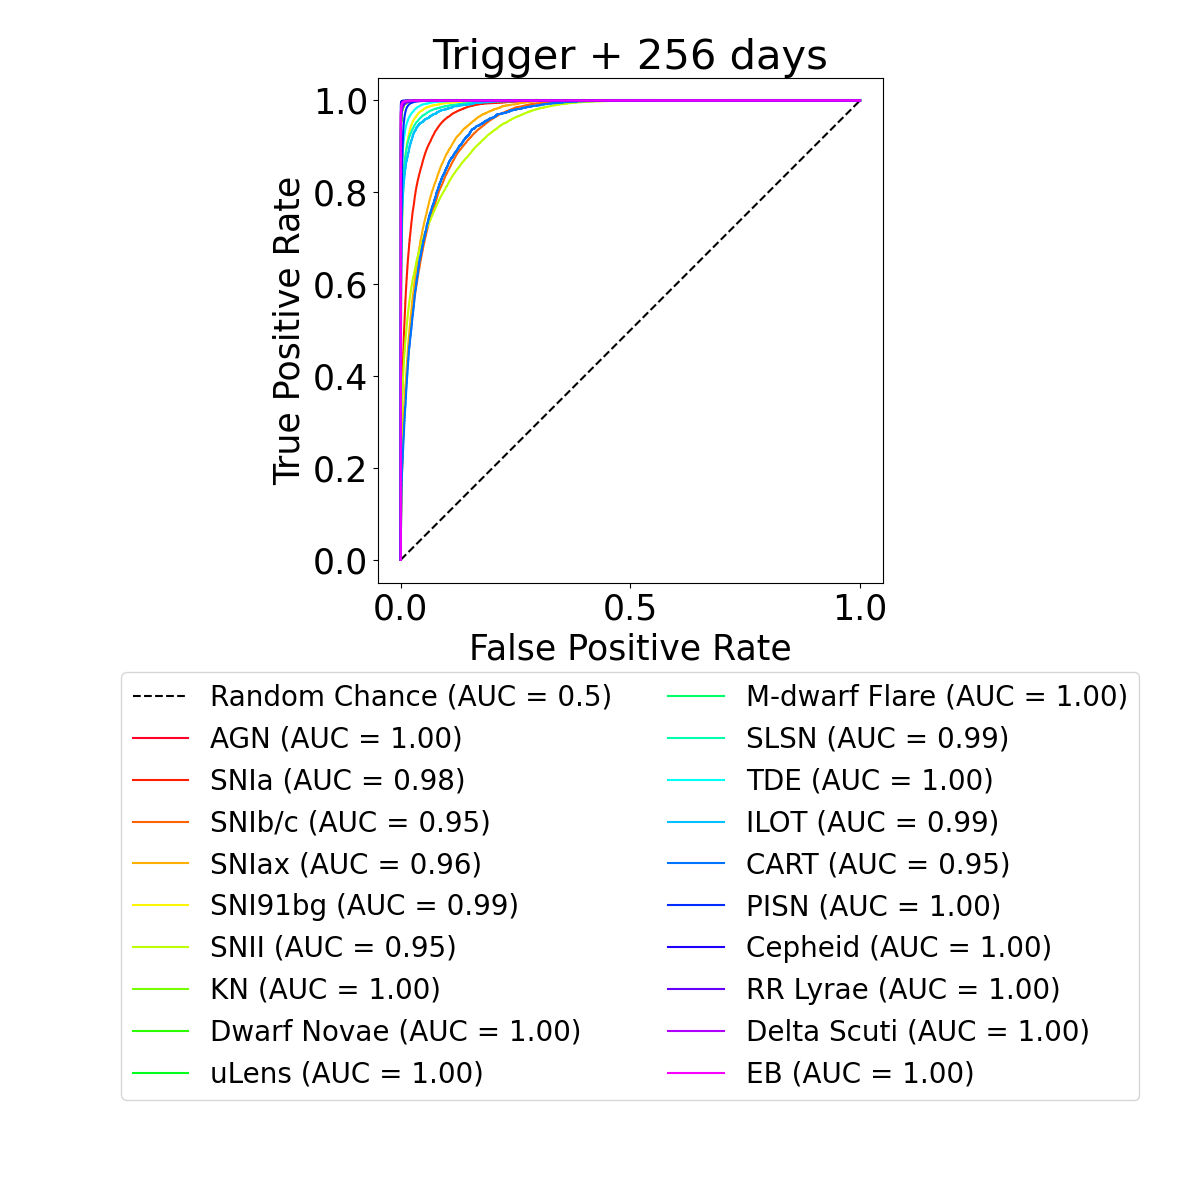 Trigger + 256 days
True Positive Rate
1.0
0.8
0.6
0.4
0.2
0.0
0.0 0.5 1.0
False Positive Rate
Random Chance (AUC = 0.5)
AGN (AUC = 1.00)
SNIa (AUC = 0.98)
SNIb/c (AUC = 0.95)
SNIax (AUC = 0.96)
SNI91bg (AUC = 0.99)
SNII (AUC = 0.95)
KN (AUC = 1.00)
Dwarf Novae (AUC = 1.00)
uLens (AUC = 1.00)
M-dwarf Flare (AUC = 1.00)
SLSN (AUC = 0.99)
TDE (AUC = 1.00)
ILOT (AUC = 0.99)
CART (AUC = 0.95)
PISN (AUC = 1.00)
Cepheid (AUC = 1.00)
RR Lyrae (AUC = 1.00)
Delta Scuti (AUC = 1.00)
EB (AUC = 1.00)